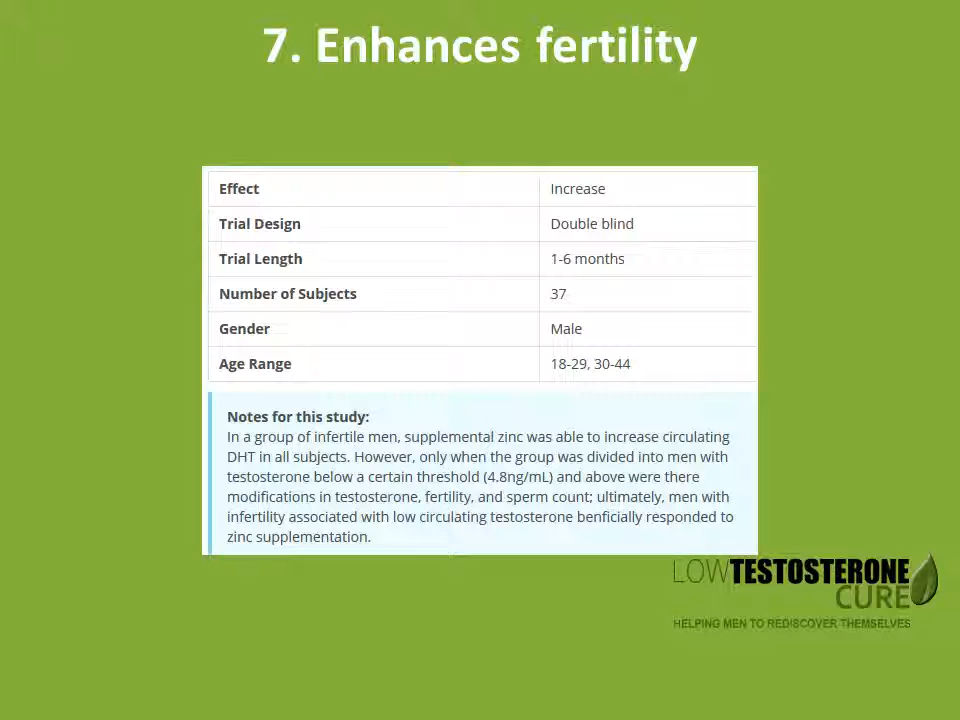 7. Enhances fertility
Effect Increase
Trial Design Double blind
Trial Length 1-6 months
Number of Subjects 37
Gender Male
Age Range 18-29, 30-44
Notes for this study:
In a group of infertile men, supplemental zinc was able to increase circulating
DHT in all subjects. However, only when the group was divided into men with
testosterone below a certain threshold (4.8ng/mL) and above were there
modifications in testosterone, fertility, and sperm count; ultimately, men with
infertility associated with low circulating testosterone benficially responded to
zinc supplementation.
LOWTESTOSTERONE
CURE
HELPING MEN TO REDISCOVER THEMSELVES